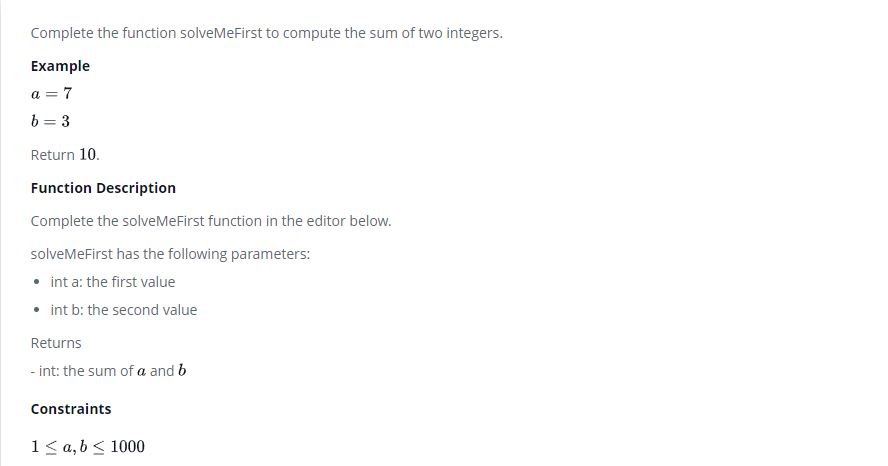 Complete the function solveMeFirst to compute the sum of two integers.
Example
a = 7
b = 3
Return 10.
Function Description
Complete the solveMeFirst function in the editor below.
solveMeFirst has the following parameters:
• int a: the first value
• int b: the second value
Returns
- int: the sum of a and b
Constraints
1 ≤ a, b ≤ 1000